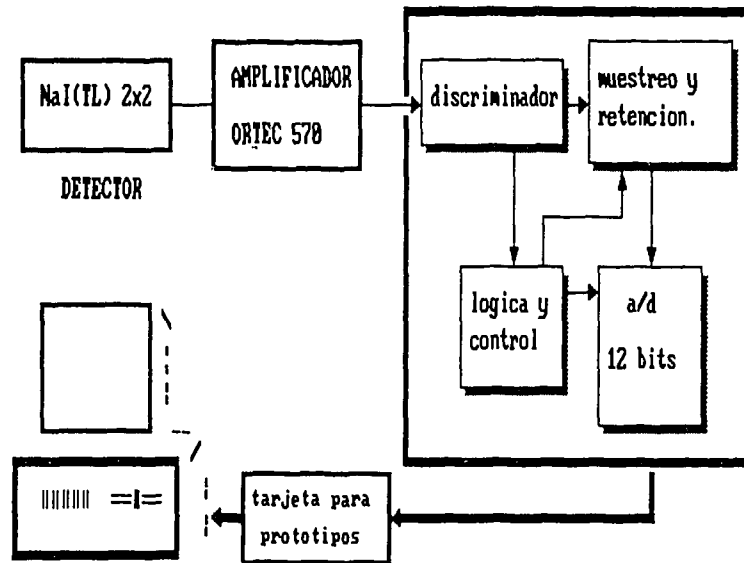 NaI(TL) 2x2
DETECTOR
AMPLIFICADOR
ORTEC 570
discriminador
muestreo y
retencion.
logica y
control
a/d
12 bits
tarjeta para
prototipos